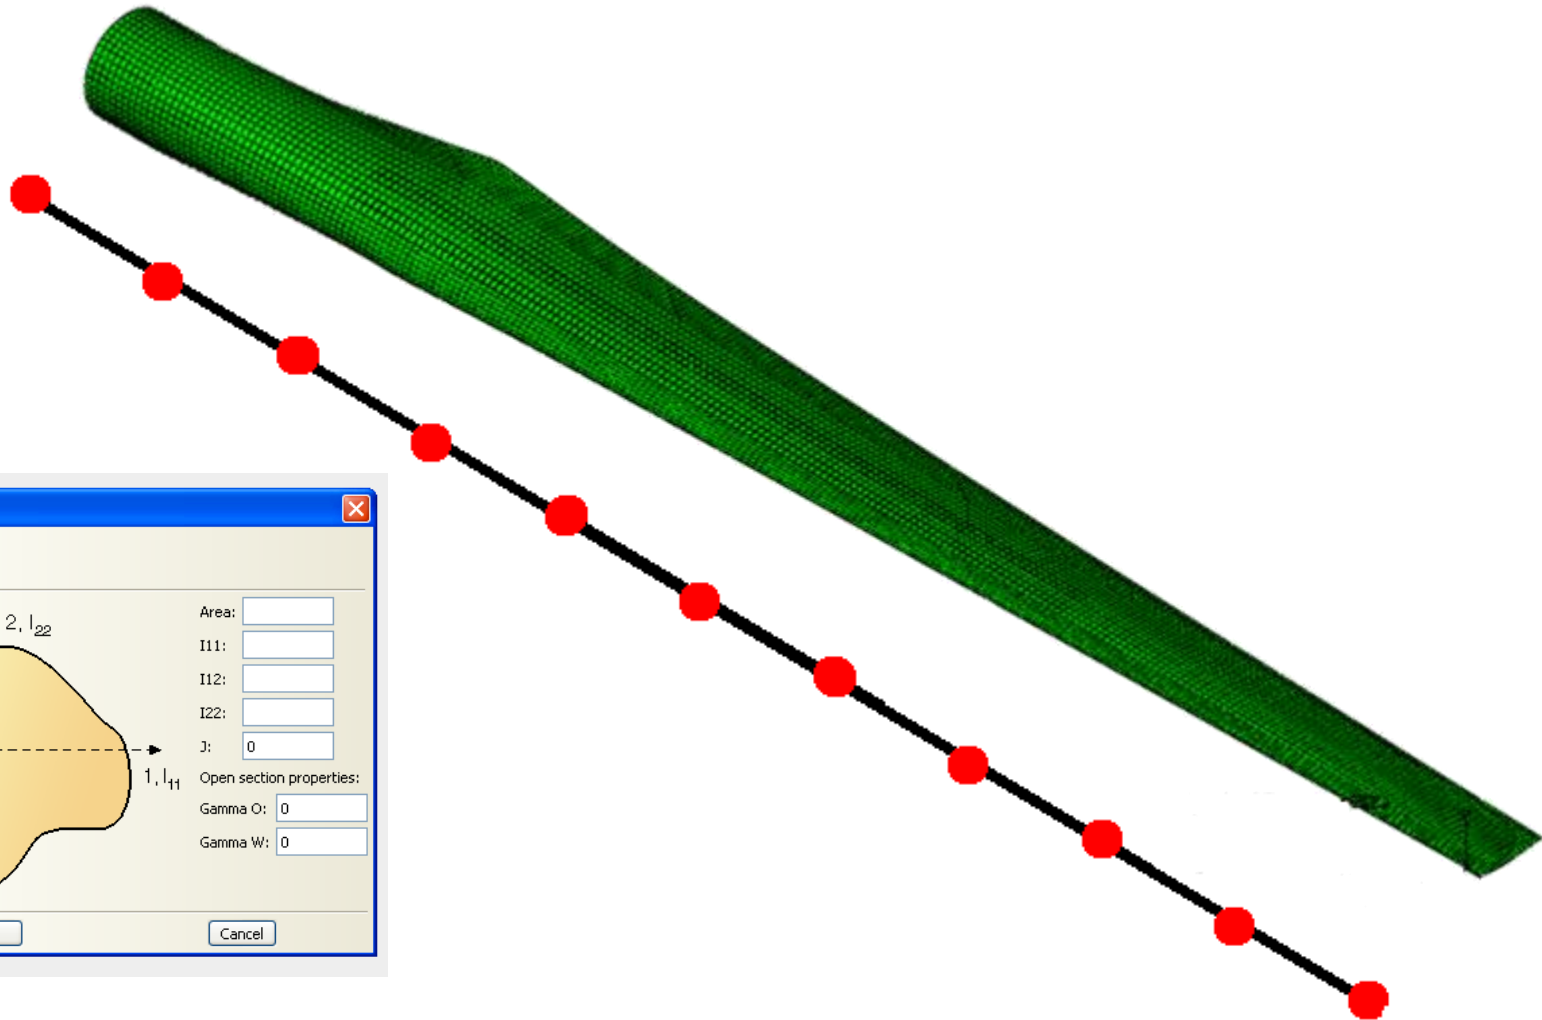 2, I22
1, I11
Area:
I11:
I12:
I22:
J: 0
Open section properties:
Gamma O: 0
Gamma W: 0
Cancel